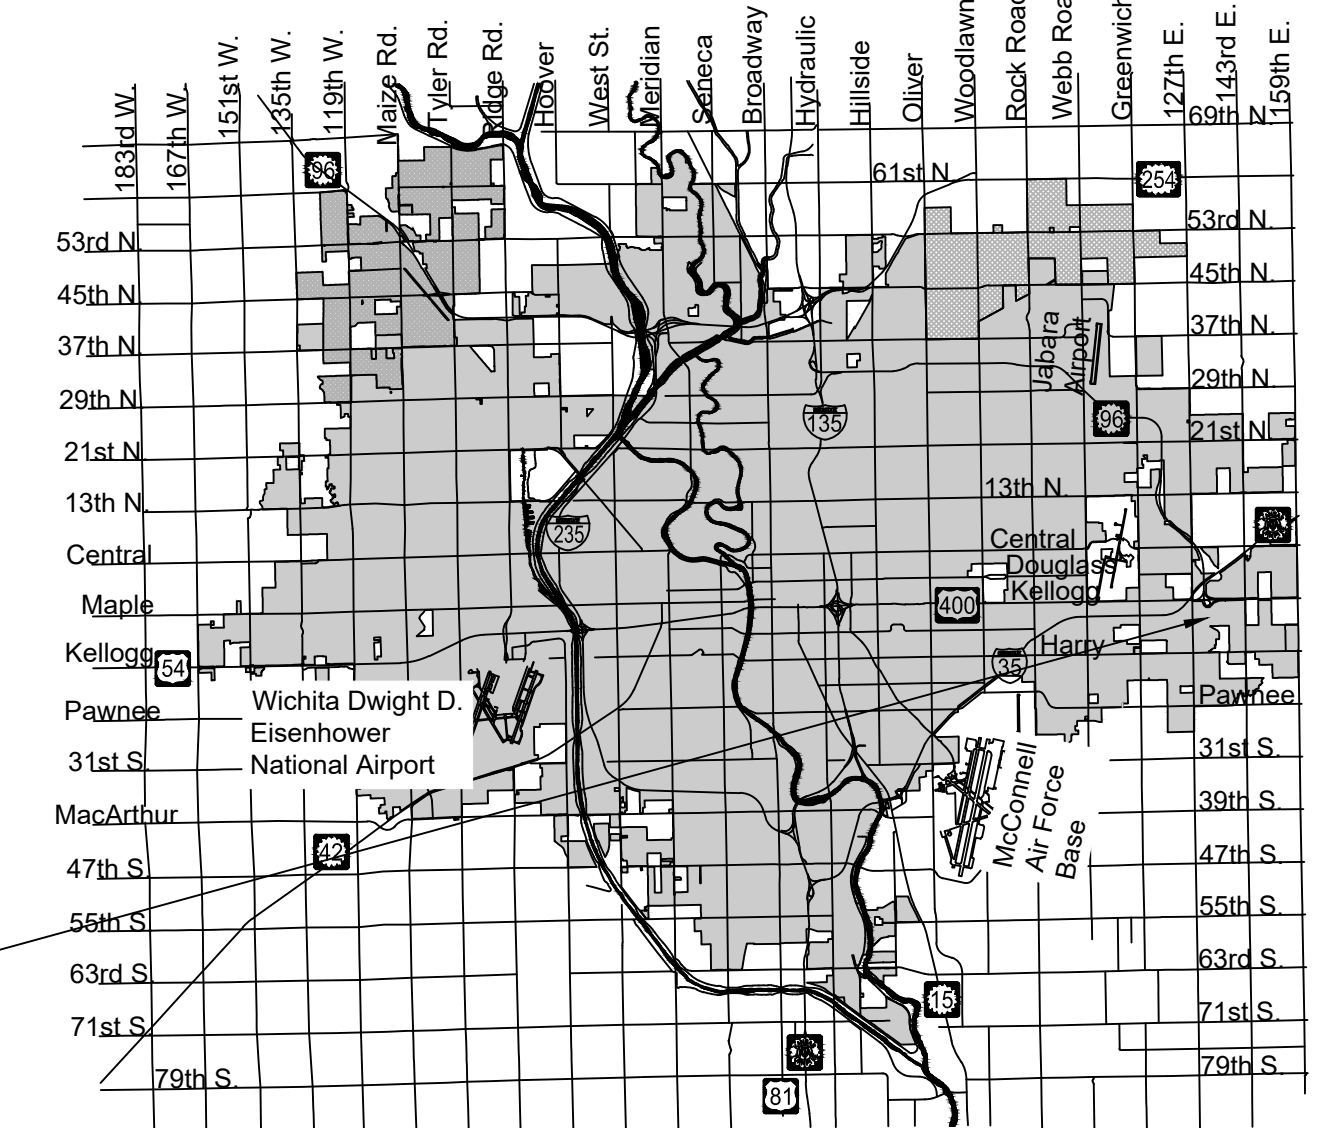 183rd W.
167th W.
151st W.
135th W.
119th W.
Maize Rd.
Tyler Rd.
Ridge Rd.
Hoover
West St.
Meridian
Seneca
Broadway
Hydraulic
Hillside
Oliver
Woodlawn
Rock Road
Webb Roa
Greenwich
127th E.
143rd E.
159th E.
69th N.
96
61st N.
254
53rd N.
53rd N.
45th N.
45th N.
37th N.
37th N.
Jabara
Airport
29th N.
29th N.
135
96
21st N.
21st N.
13th N.
13th N.
235
Central
Central
Douglass
Kellogg
Maple
400
Kellogg
54
Harry
35
Pawnee
Pawnee
Wichita Dwight D.
Eisenhower
National Airport
31st S.
31st S.
McConnell
Air Force
Base
MacArthur
39th S.
42
47th S.
47th S.
55th S.
55th S.
63rd S.
63rd S.
15
71st S.
71st S.
79th S.
79th S.
81